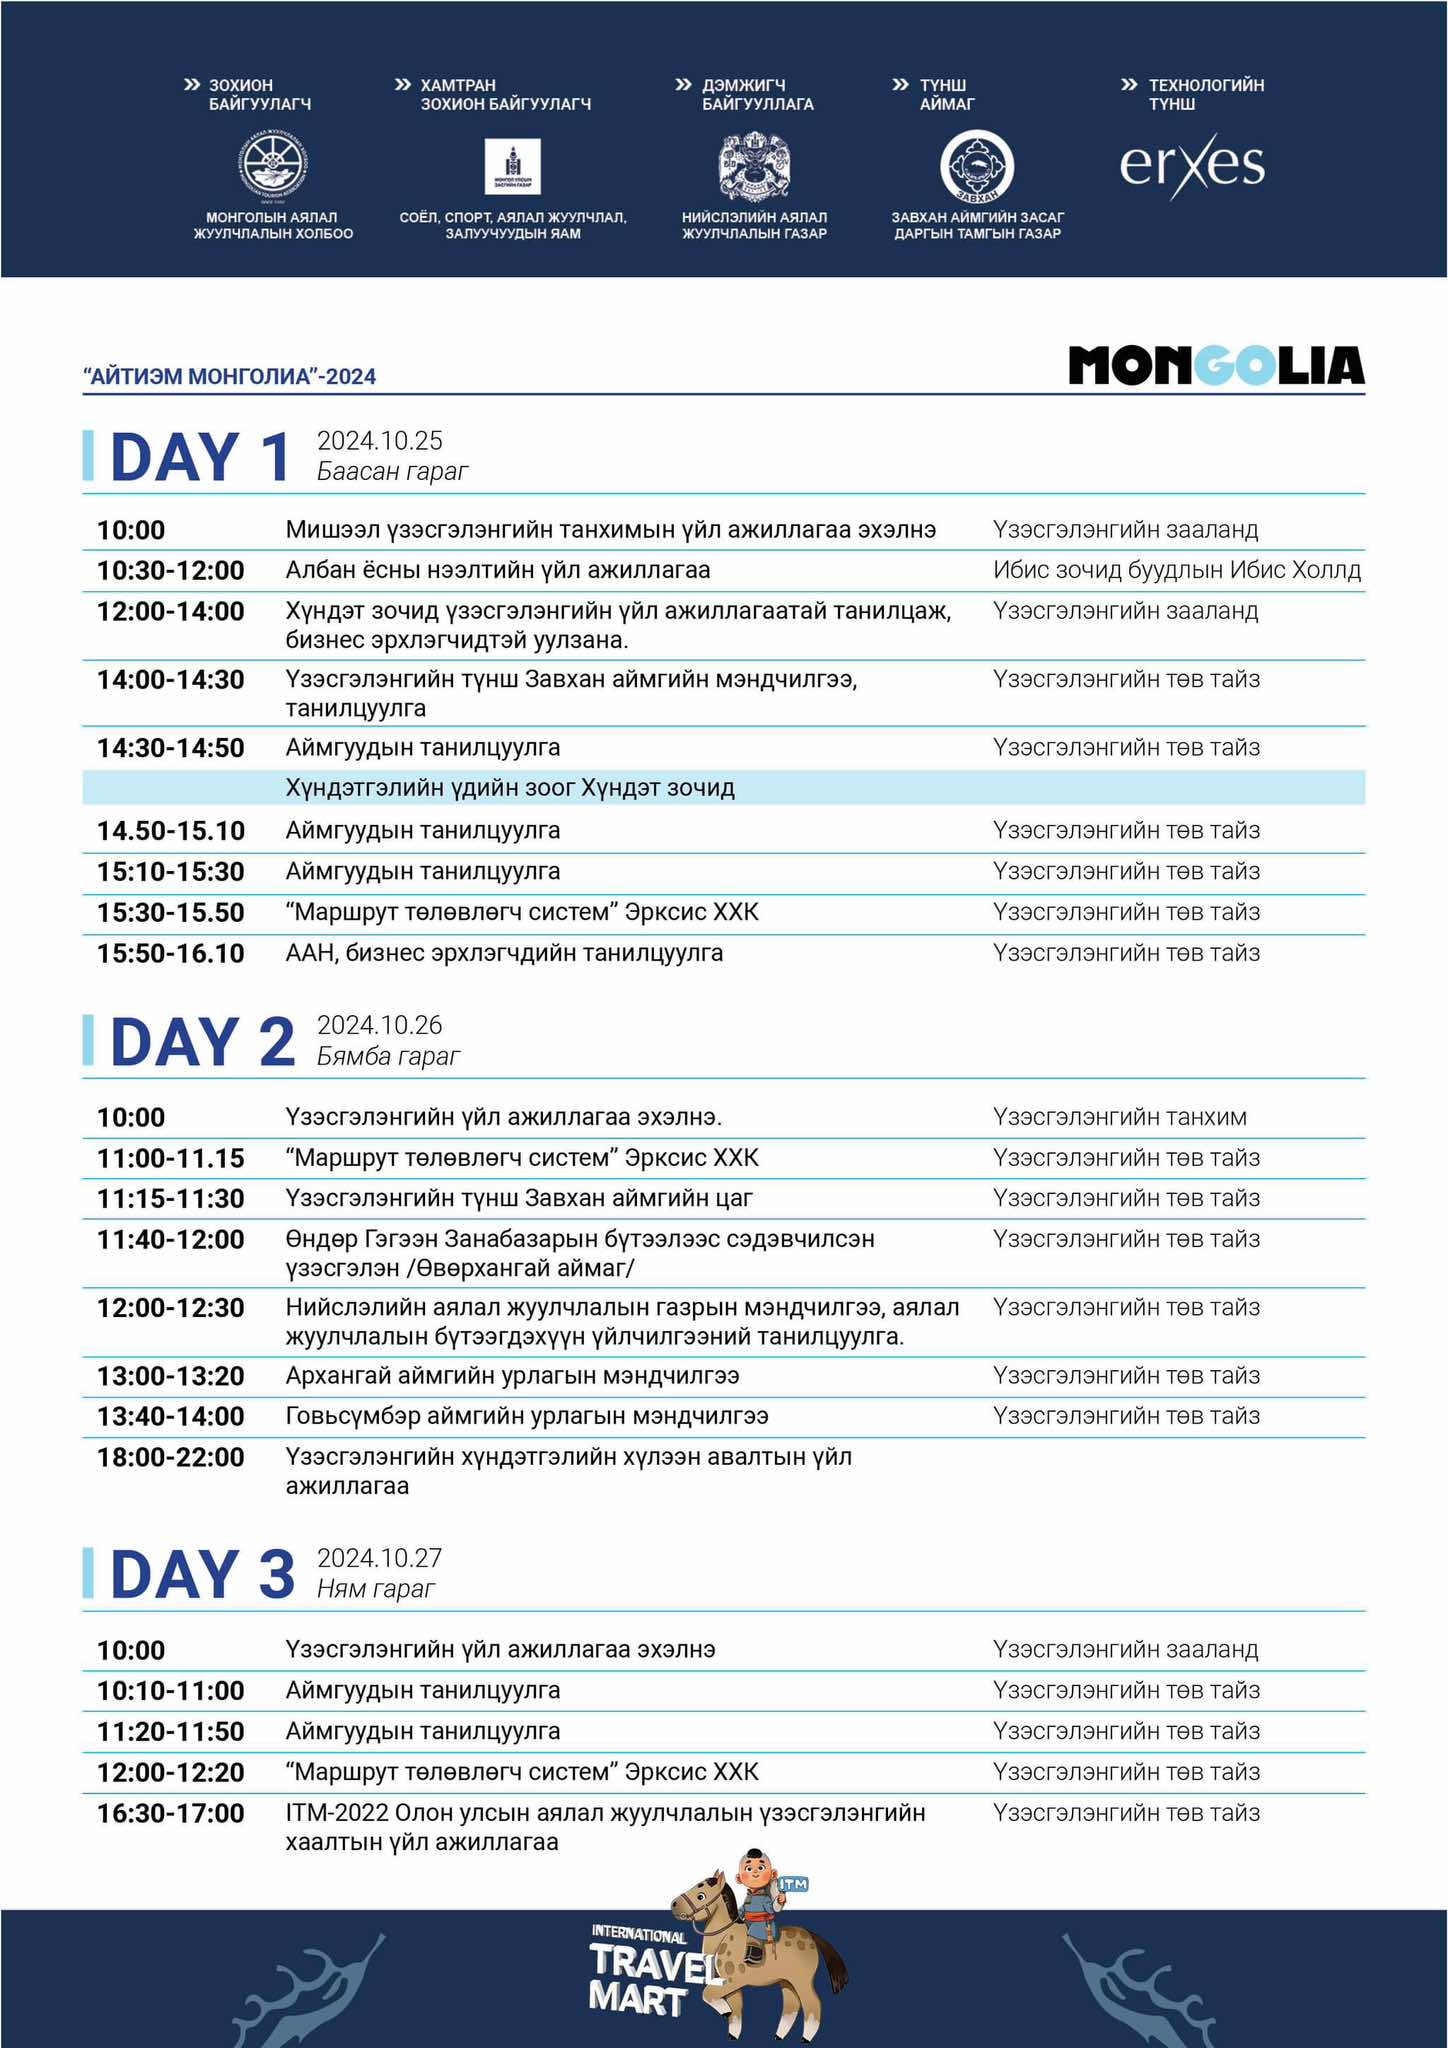 ЗОХИОН
БАЙГУУЛАГЧ
ХАМТРАН
ЗОХИОН БАЙГУУЛАГЧ
ДЭМЖИГЧ
БАЙГУУЛЛАГА
ТҮНШ
АЙМАГ
ТЕХНОЛОГИЙН
ТҮНШ
МОНГОЛ УЛСЫН
ЗАСГИЙН ГАЗАР
ЗАВХАН
erxes
МОНГОЛЫН АЯЛАЛ
ЖУУЛЧЛАЛЫН ХОЛБОО
СОЁЛ, СПОРТ, АЯЛАЛ ЖУУЛЧЛАЛ,
ЗАЛУУЧУУДЫН ЯАМ
НИЙСЛЭЛИЙН АЯЛАЛ
ЖУУЛЧЛАЛЫН ГАЗАР
ЗАВХАН АЙМГИЙН ЗАСАГ
ДАРГЫН ТАМГЫН ГАЗАР
“АЙТИЭМ МОНГОЛИА”-2024
MONGOLIA
DAY 1
2024.10.25
Баасан гараг
10:00 Мишээл үзэсгэлэнгийн танхимын үйл ажиллагаа эхэлнэ Үзэсгэлэнгийн зааланд
10:30-12:00 Албан ёсны нээлтийн үйл ажиллагаа Ибис зочид буудлын Ибис Холлд
12:00-14:00 Хүндэт зочид үзэсгэлэнгийн үйл ажиллагаатай танилцаж, Үзэсгэлэнгийн зааланд
бизнес эрхлэгчидтэй уулзана.
14:00-14:30 Үзэсгэлэнгийн түнш Завхан аймгийн мэндчилгээ, Үзэсгэлэнгийн төв тайз
танилцуулга
14:30-14:50 Аймгуудын танилцуулга Үзэсгэлэнгийн төв тайз
Хүндэтгэлийн үдийн зоог Хүндэт зочид
14.50-15.10 Аймгуудын танилцуулга Үзэсгэлэнгийн төв тайз
15:10-15:30 Аймгуудын танилцуулга Үзэсгэлэнгийн төв тайз
15:30-15.50 “Маршрут төлөвлөгч систем” Эрксис ХХК Үзэсгэлэнгийн төв тайз
15:50-16.10 ААН, бизнес эрхлэгчдийн танилцуулга Үзэсгэлэнгийн төв тайз
DAY 2
2024.10.26
Бямба гараг
10:00 Үзэсгэлэнгийн үйл ажиллагаа эхэлнэ. Үзэсгэлэнгийн танхим
11:00-11.15 “Маршрут төлөвлөгч систем” Эрксис ХХК Үзэсгэлэнгийн төв тайз
11:15-11:30 Үзэсгэлэнгийн түнш Завхан аймгийн цаг Үзэсгэлэнгийн төв тайз
11:40-12:00 Өндөр Гэгээн Занабазарын бүтээлээс сэдэвчилсэн Үзэсгэлэнгийн төв тайз
үзэсгэлэн /Өвөрхангай аймаг/
12:00-12:30 Нийслэлийн аялал жуулчлалын газрын мэндчилгээ, аялал Үзэсгэлэнгийн төв тайз
жуулчлалын бүтээгдэхүүн үйлчилгээний танилцуулга.
13:00-13:20 Архангай аймгийн урлагын мэндчилгээ Үзэсгэлэнгийн төв тайз
13:40-14:00 Говьсүмбэр аймгийн урлагын мэндчилгээ Үзэсгэлэнгийн төв тайз
18:00-22:00 Үзэсгэлэнгийн хүндэтгэлийн хүлээн авалтын үйл
ажиллагаа
DAY 3
2024.10.27
Ням гараг
10:00 Үзэсгэлэнгийн үйл ажиллагаа эхэлнэ Үзэсгэлэнгийн зааланд
10:10-11:00 Аймгуудын танилцуулга Үзэсгэлэнгийн төв тайз
11:20-11:50 Аймгуудын танилцуулга Үзэсгэлэнгийн төв тайз
12:00-12:20 “Маршрут төлөвлөгч систем” Эрксис ХХК Үзэсгэлэнгийн төв тайз
16:30-17:00 ITM-2022 Олон улсын аялал жуулчлалын үзэсгэлэнгийн Үзэсгэлэнгийн төв тайз
хаалтын үйл ажиллагаа
ITM
INTERNATIONAL
TRAVEL
MART